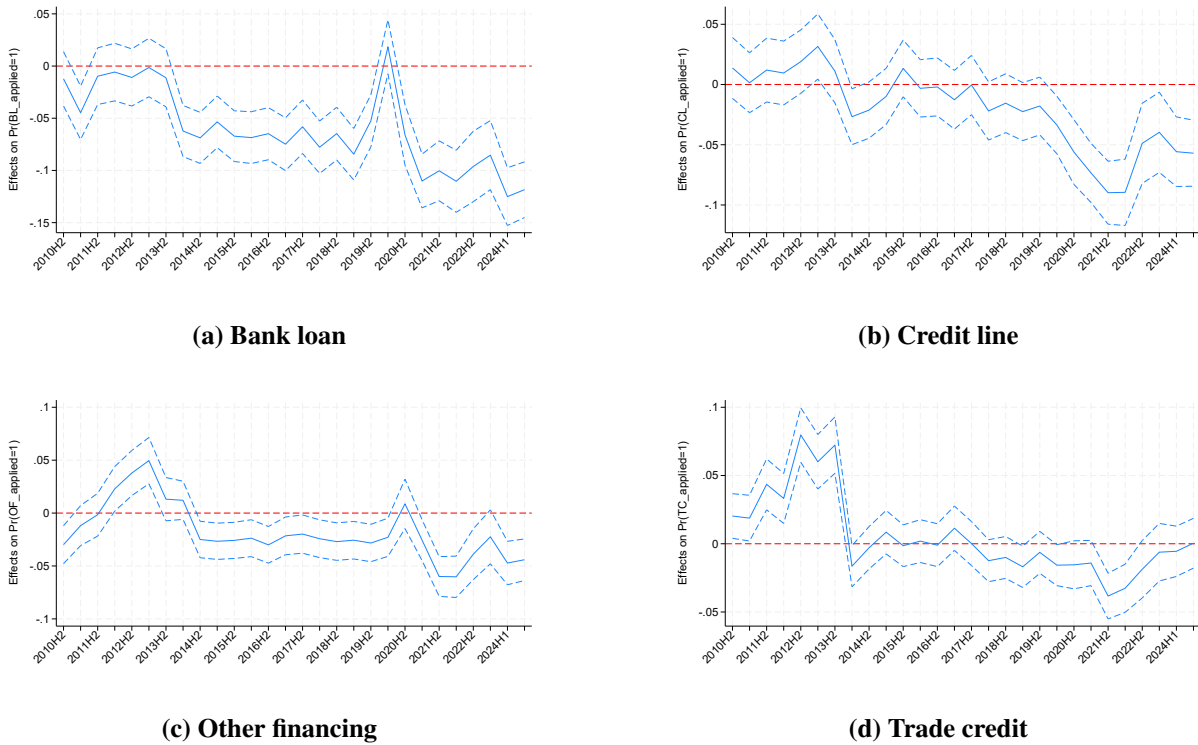 Effects on Pr(BL_applied=1)
.05
0
-.05
-.1
-.15
2010H2
2011H2
2012H2
2013H2
2014H2
2015H2
2016H2
2017H2
2018H2
2019H2
2020H2
2021H2
2022H2
2024H1
(a) Bank loan
Effects on Pr(CL_applied=1)
.05
0
-.05
-.1
2010H2
2011H2
2012H2
2013H2
2014H2
2015H2
2016H2
2017H2
2018H2
2019H2
2020H2
2021H2
2022H2
2024H1
(b) Credit line
Effects on Pr(OF_applied=1)
.1
.05
0
-.05
-.1
2010H2
2011H2
2012H2
2013H2
2014H2
2015H2
2016H2
2017H2
2018H2
2019H2
2020H2
2021H2
2022H2
2024H1
(c) Other financing
Effects on Pr(TC_applied=1)
.1
.05
0
-.05
2010H2
2011H2
2012H2
2013H2
2014H2
2015H2
2016H2
2017H2
2018H2
2019H2
2020H2
2021H2
2022H2
2024H1
(d) Trade credit